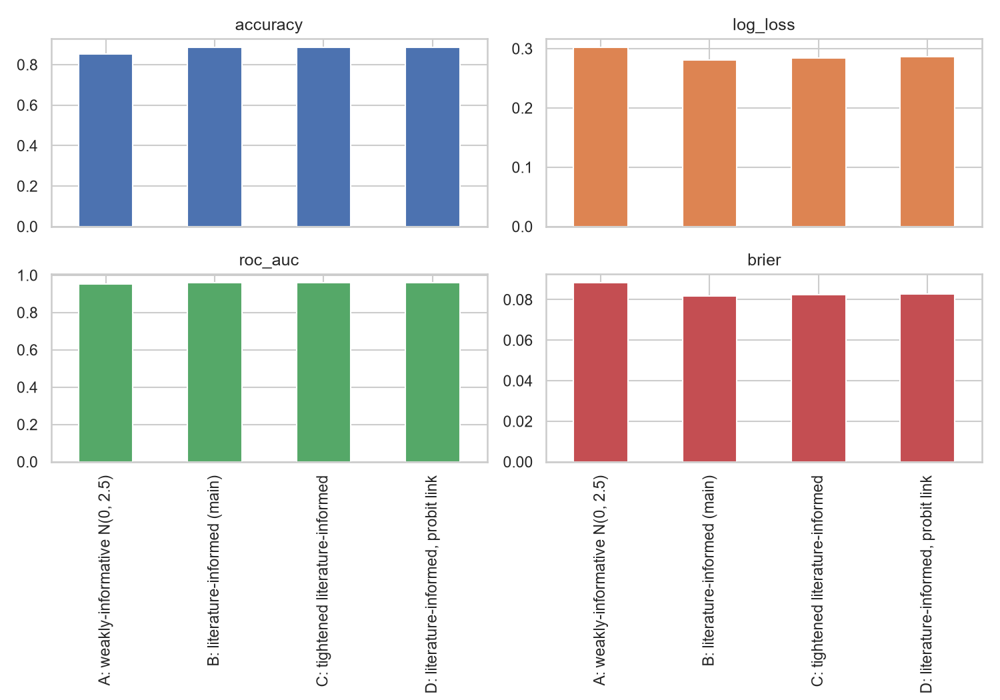 accuracy
0.8
0.6
0.4
0.2
0.0
log_loss
0.3
0.2
0.1
0.0
roc_auc
1.0
0.8
0.6
0.4
0.2
0.0
A: weakly-informative N(0, 2.5)
B: literature-informed (main)
C: tightened literature-informed
D: literature-informed, probit link
brier
0.08
0.06
0.04
0.02
0.00
A: weakly-informative N(0, 2.5)
B: literature-informed (main)
C: tightened literature-informed
D: literature-informed, probit link